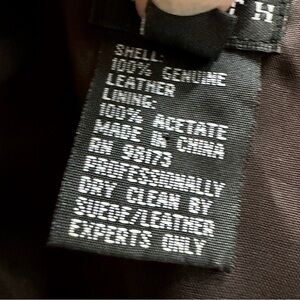 TH
SHELL:
100% GENUINE
LEATHER
LINING:
100% ACETATE
MADE IN CHINA
RN 98173
PROFESSIONALLY
DRY CLEAN BY
SUEDE/LEATHER
EXPERTS ONLY